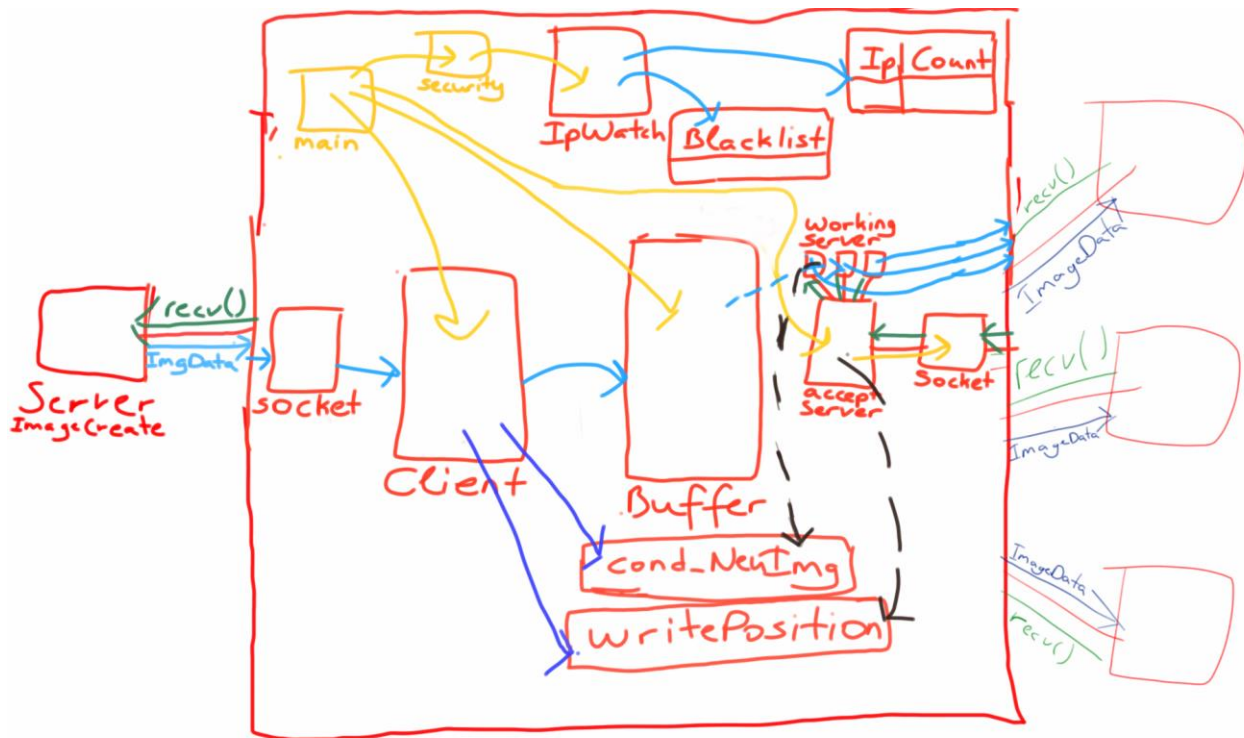 security
main
IpWatch
Ip Count
Blacklist
recv()
ImageData
Working
Server
recv()
ImgData
Server
ImageCreate
socket
Client
Buffer
accept
Server
Socket
recv()
ImageData
cond_NewImg
writePosition
ImageData
recv()